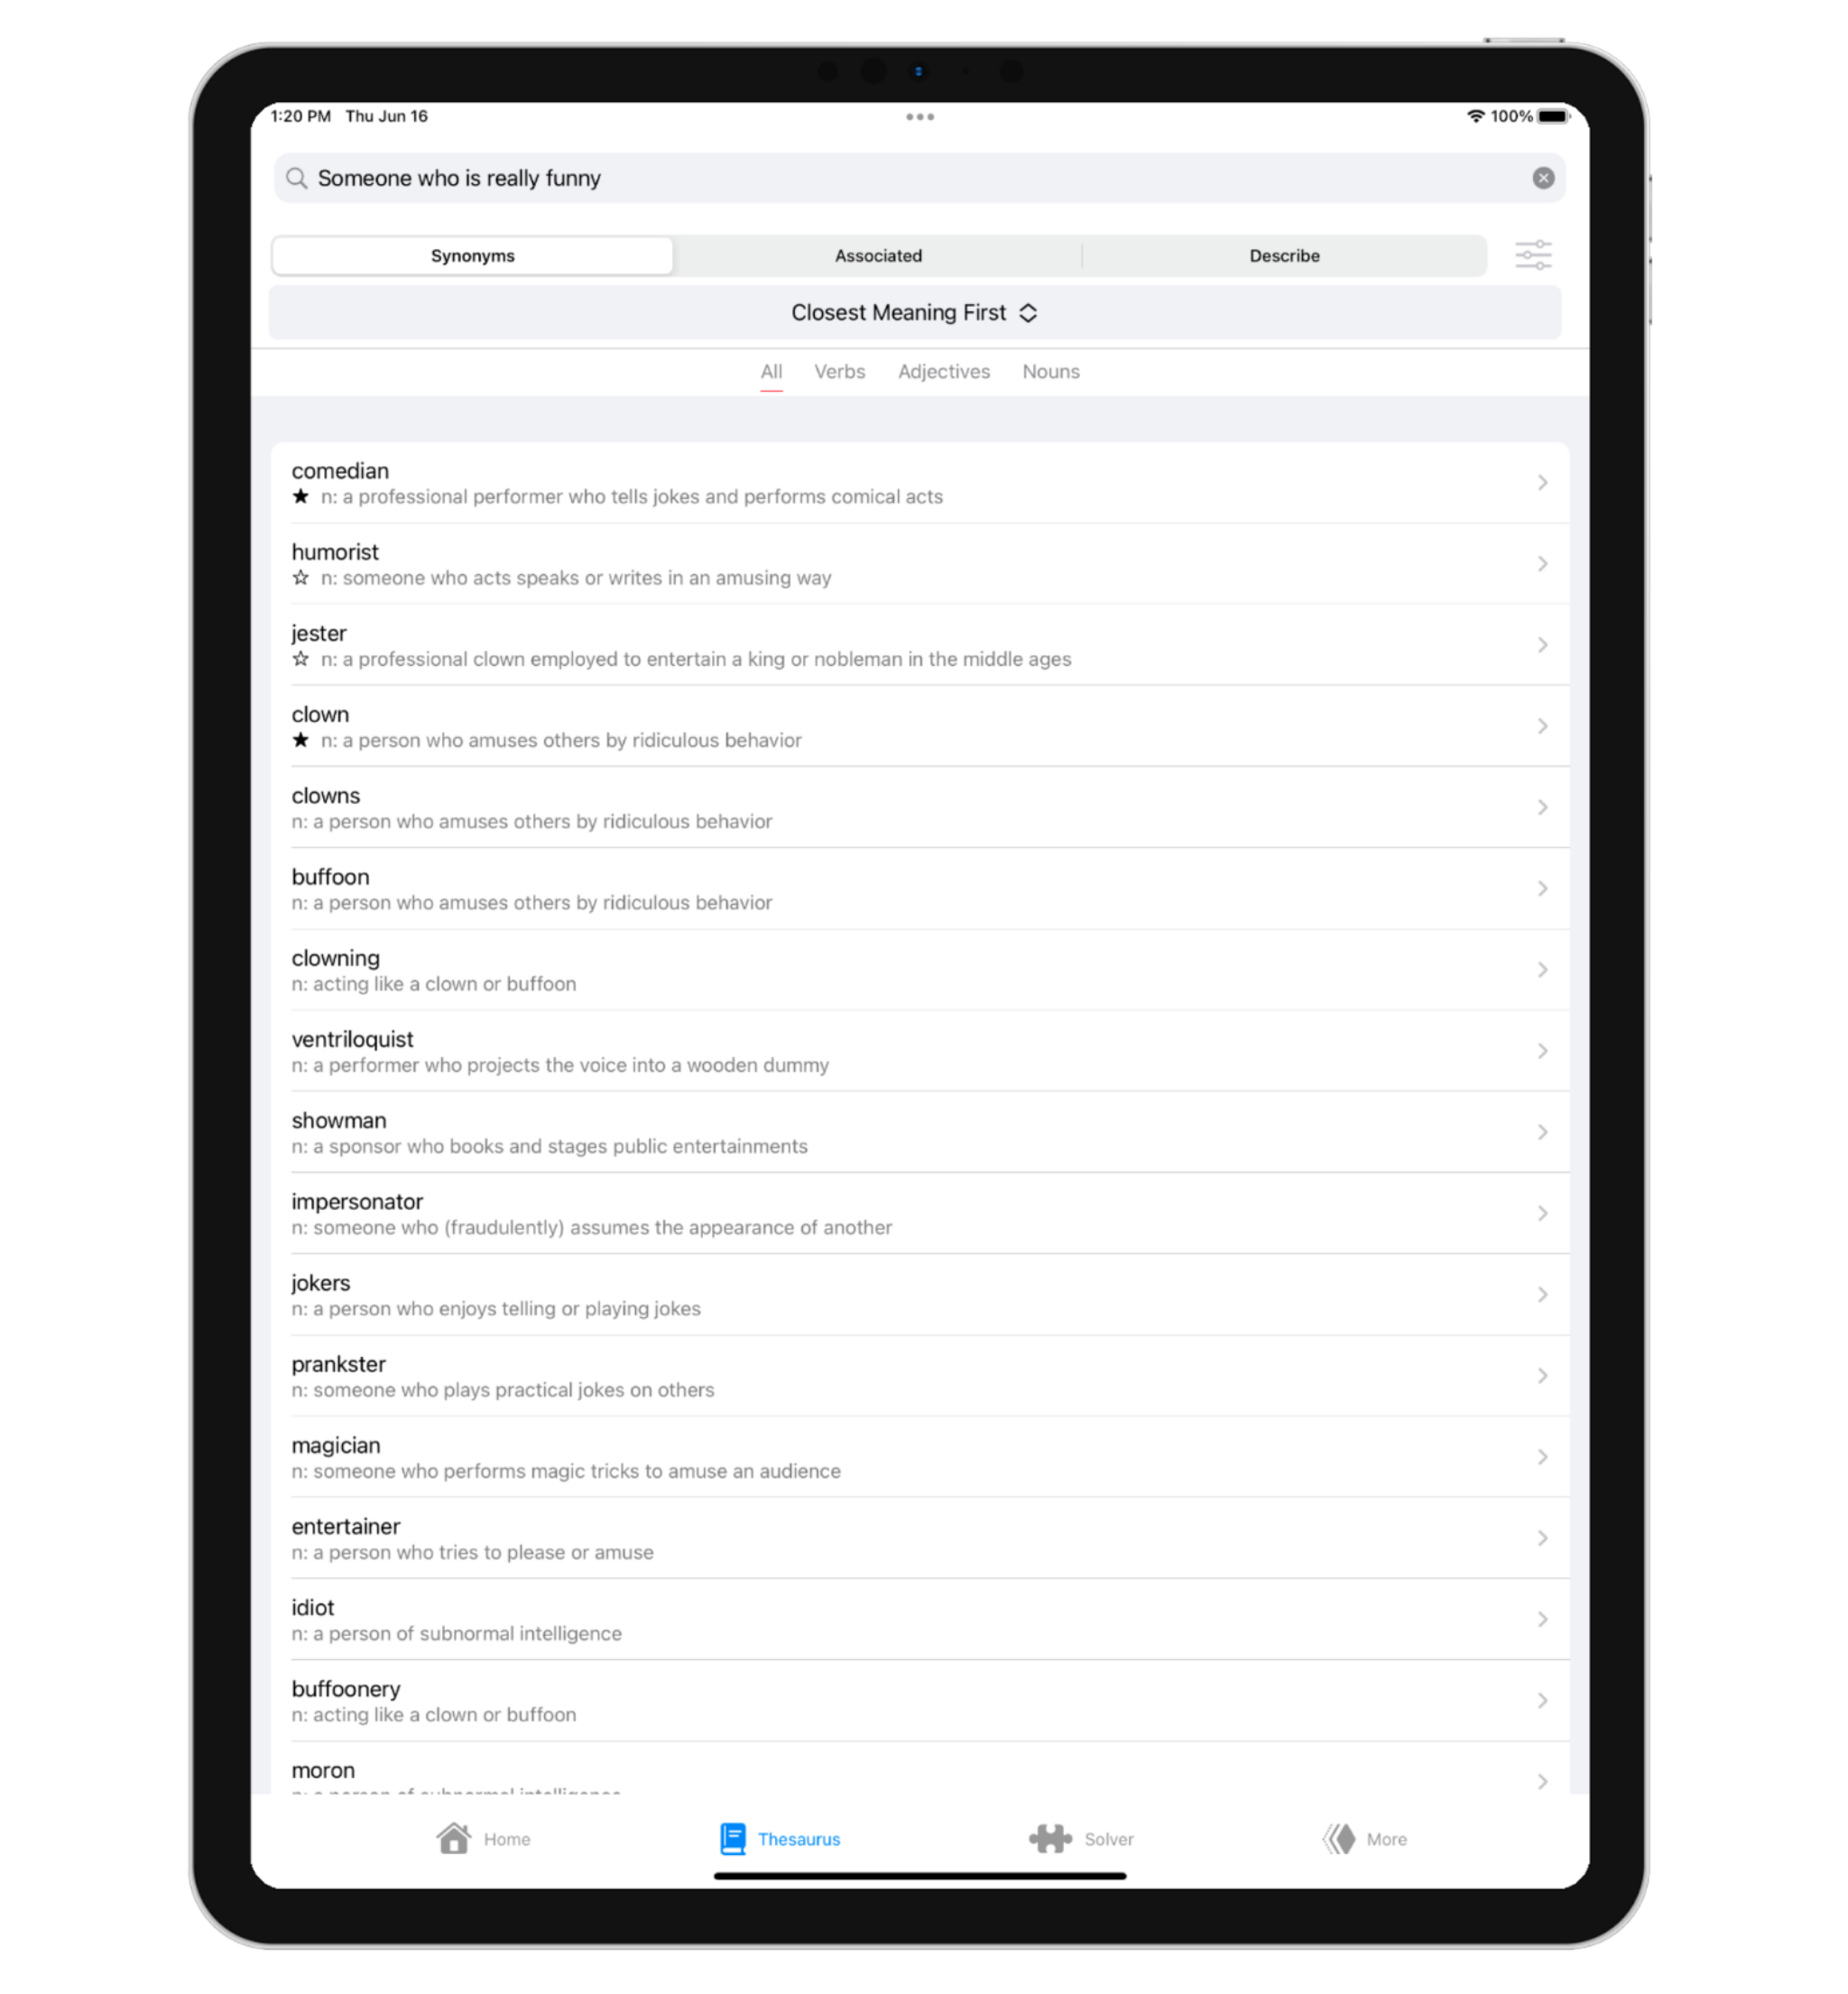 1:20 PM Thu Jun 16
100%
Someone who is really funny
Synonyms Associated Describe
Closest Meaning First
All Verbs Adjectives Nouns
comedian
★ n: a professional performer who tells jokes and performs comical acts
humorist
☆ n: someone who acts speaks or writes in an amusing way
jester
☆ n: a professional clown employed to entertain a king or nobleman in the middle ages
clown
★ n: a person who amuses others by ridiculous behavior
clowns
n: a person who amuses others by ridiculous behavior
buffoon
n: a person who amuses others by ridiculous behavior
clowning
n: acting like a clown or buffoon
ventriloquist
n: a performer who projects the voice into a wooden dummy
showman
n: a sponsor who books and stages public entertainments
impersonator
n: someone who (fraudulently) assumes the appearance of another
jokers
n: a person who enjoys telling or playing jokes
prankster
n: someone who plays practical jokes on others
magician
n: someone who performs magic tricks to amuse an audience
entertainer
n: a person who tries to please or amuse
idiot
n: a person of subnormal intelligence
buffoonery
n: acting like a clown or buffoon
moron
n: a person of subnormal intelligence
Home Thesaurus Solver More